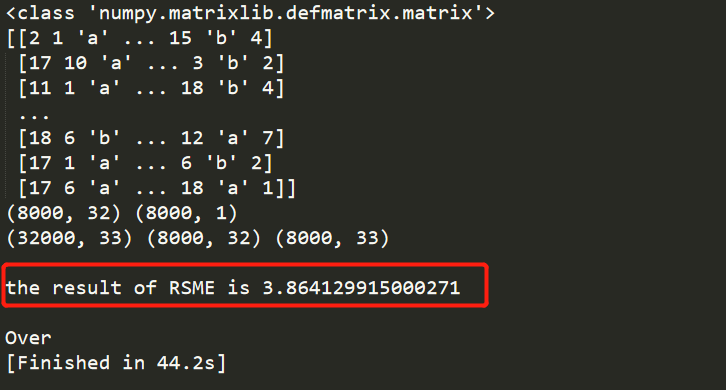 <class 'numpy.matrixlib.defmatrix.matrix'>
[[2 1 'a' ... 15 'b' 4]
 [17 10 'a' ... 3 'b' 2]
 [11 1 'a' ... 18 'b' 4]
 ...
 [18 6 'b' ... 12 'a' 7]
 [17 1 'a' ... 6 'b' 2]
 [17 6 'a' ... 18 'a' 1]]
(8000, 32) (8000, 1)
(32000, 33) (8000, 32) (8000, 33)
the result of RSME is 3.864129915000271
Over
[Finished in 44.2s]